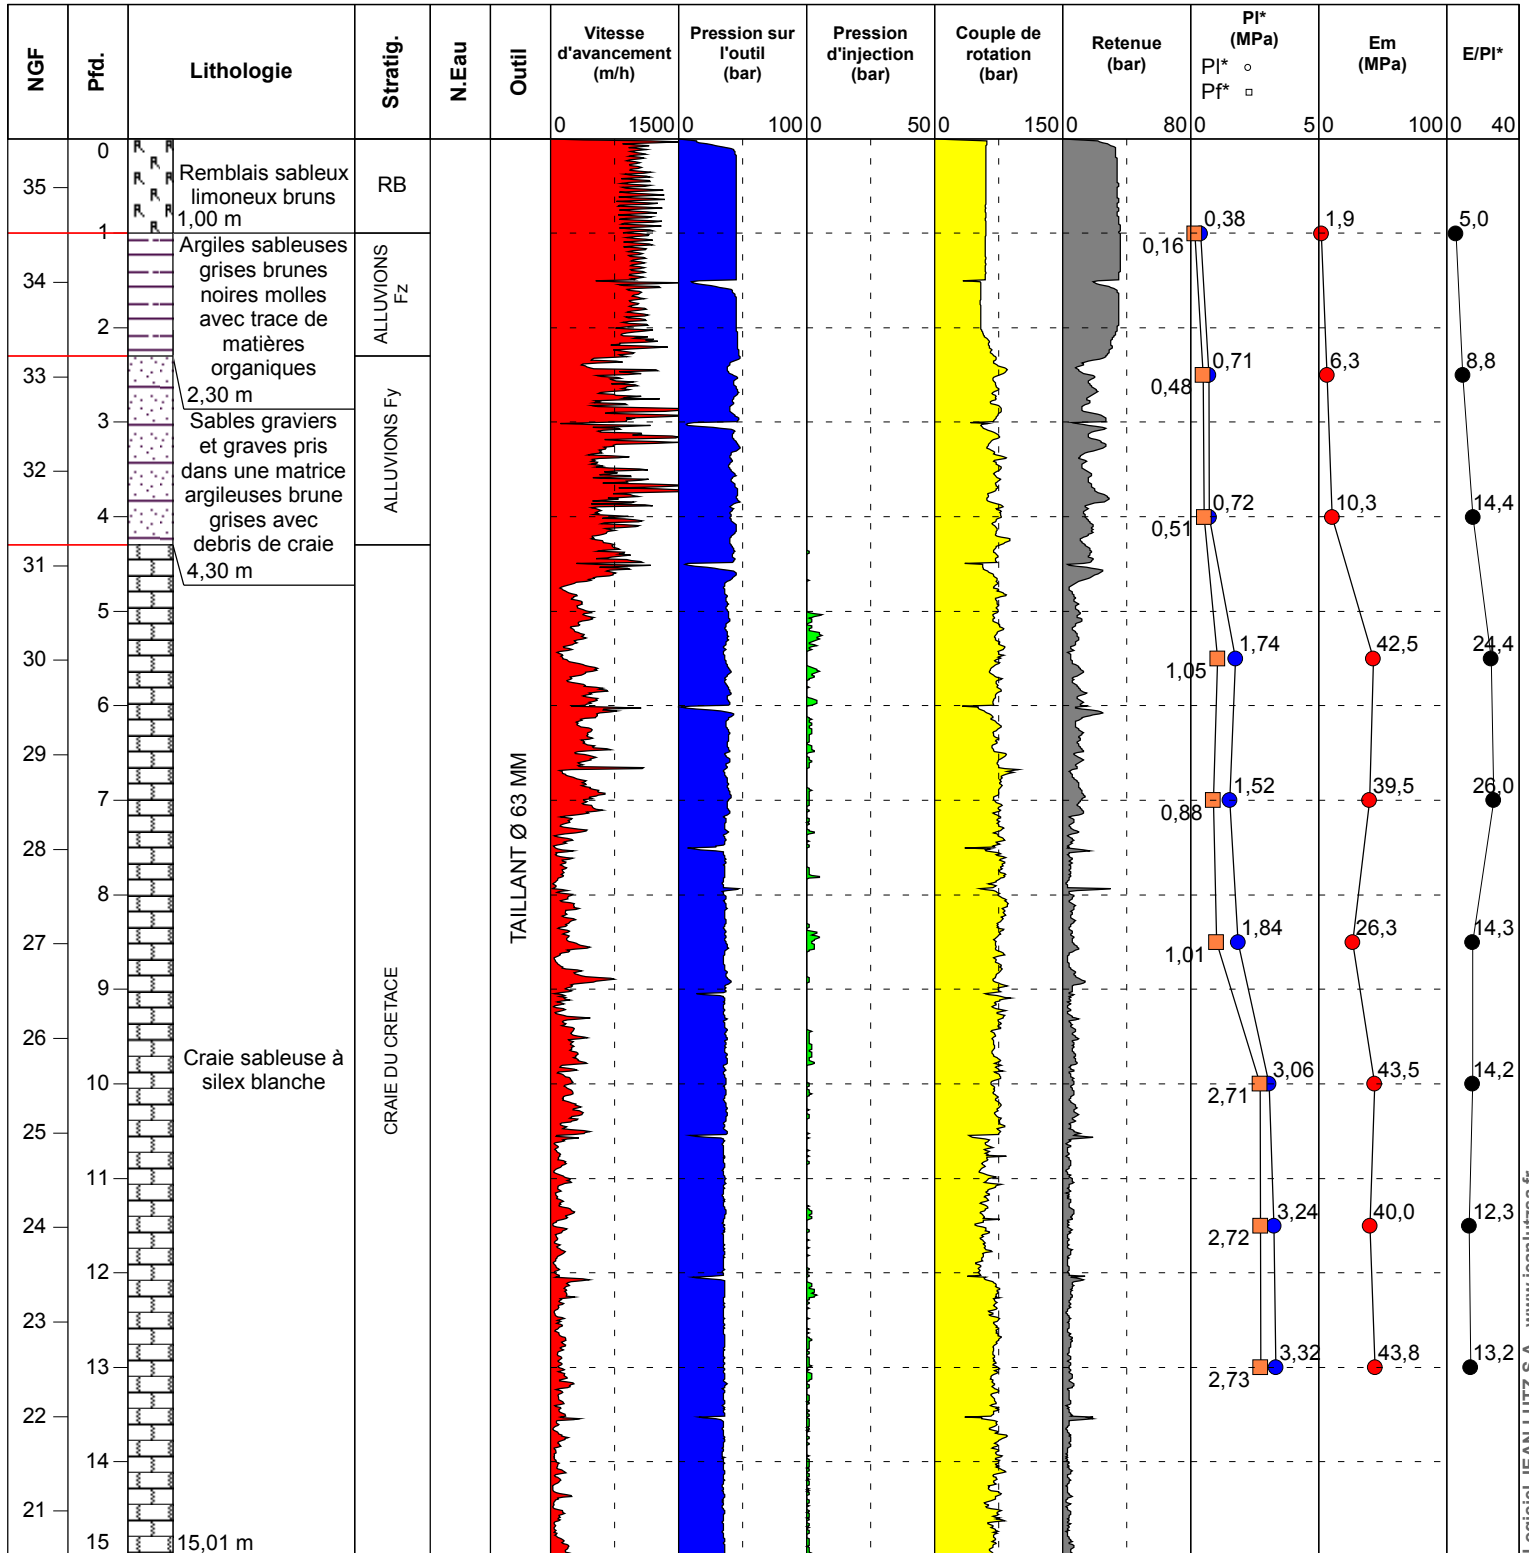 NGF
Pfd.
Lithologie
Stratig.
N.Eau
Outil
Vitesse
d'avancement
(m/h)
0 1500
Pression sur
l'outil
(bar)
0 100
Pression
d'injection
(bar)
0 50
Couple de
rotation
(bar)
0 150
Retenue
(bar)
0 80
Pl*
(MPa)
Pl* ○
Pf* □
0 5
Em
(MPa)
0 100
E/Pl*
0 40
35
34
33
32
31
30
29
28
27
26
25
24
23
22
21
0
1
2
3
4
5
6
7
8
9
10
11
12
13
14
15
Remblais sableux
limoneux bruns
1,00 m
Argiles sableuses
grises brunes
noires molles
avec trace de
matières
organiques
2,30 m
Sables graviers
et graves pris
dans une matrice
argileuses brune
grises avec
debris de craie
4,30 m
Craie sableuse à
silex blanche
15,01 m
RB
ALLUVIONS
Fz
ALLUVIONS Fy
CRAIE DU CRETACE
TAILLANT Ø 63 MM
0,38
0,16
1,9
5,0
0,71
0,48
6,3
8,8
0,72
0,51
10,3
14,4
1,74
1,05
42,5
24,4
1,52
0,88
39,5
26,0
1,84
1,01
26,3
14,3
3,06
2,71
43,5
14,2
3,24
2,72
40,0
12,3
3,32
2,73
43,8
13,2
Logiciel JEAN LUTZ S.A - www.jeanlutzsa.fr